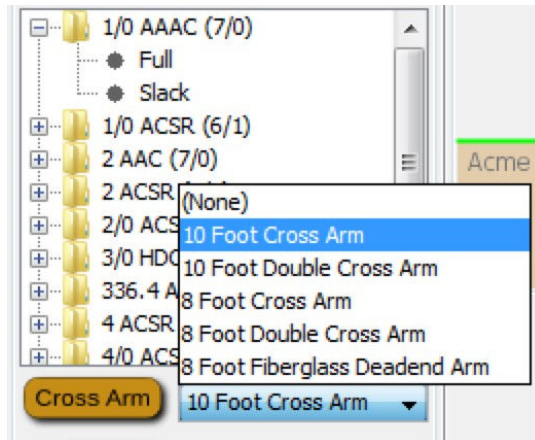 1/0 AAAC (7/0)
Full
Slack
1/0 ACSR (6/1)
2 AAC (7/0)
Acme
2 ACSR
(None)
10 Foot Cross Arm
2/0 ACS
10 Foot Double Cross Arm
3/0 HDC
8 Foot Cross Arm
336.4 A
8 Foot Double Cross Arm
4 ACSR
8 Foot Fiberglass Deadend Arm
4/0 ACS
Cross Arm
10 Foot Cross Arm